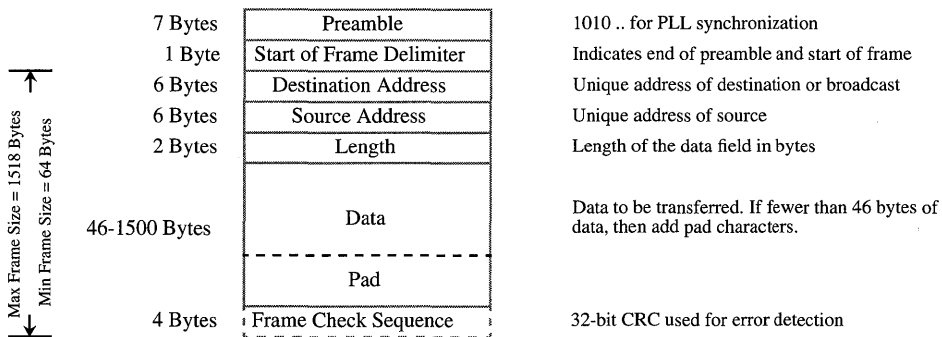 7 Bytes Preamble 1010 .. for PLL synchronization
1 Byte Start of Frame Delimiter Indicates end of preamble and start of frame
6 Bytes Destination Address Unique address of destination or broadcast
6 Bytes Source Address Unique address of source
2 Bytes Length Length of the data field in bytes
46-1500 Bytes Data Data to be transferred. If fewer than 46 bytes of
data, then add pad characters.
Pad
4 Bytes Frame Check Sequence 32-bit CRC used for error detection
Max Frame Size = 1518 Bytes
Min Frame Size = 64 Bytes